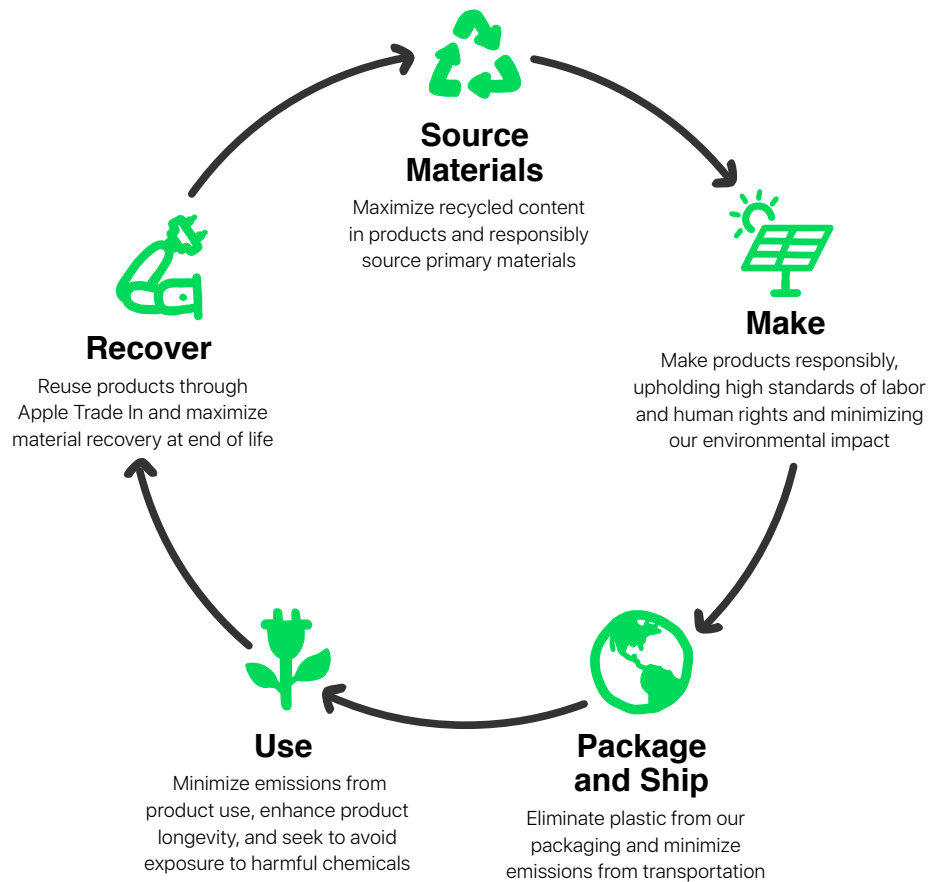 Source
Materials
Maximize recycled content
in products and responsibly
source primary materials
Make
Make products responsibly,
upholding high standards of labor
and human rights and minimizing
our environmental impact
Package
and Ship
Eliminate plastic from our
packaging and minimize
emissions from transportation
Use
Minimize emissions from
product use, enhance product
longevity, and seek to avoid
exposure to harmful chemicals
Recover
Reuse products through
Apple Trade In and maximize
material recovery at end of life